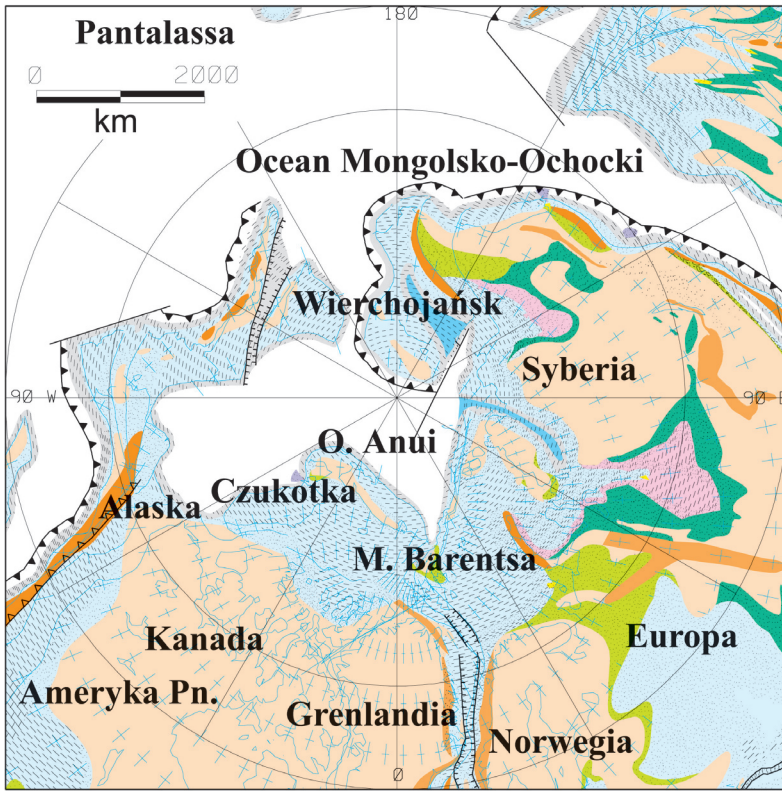 180
Pantalassa
0 2000
km
Ocean Mongolsko-Ochocki
Wierchojańsk
Syberia
90 W
90 E
O. Anui
Czukotka
Alaska
M. Barentsa
Kanada
Europa
Ameryka Pn.
Grenlandia
Norwegia
0